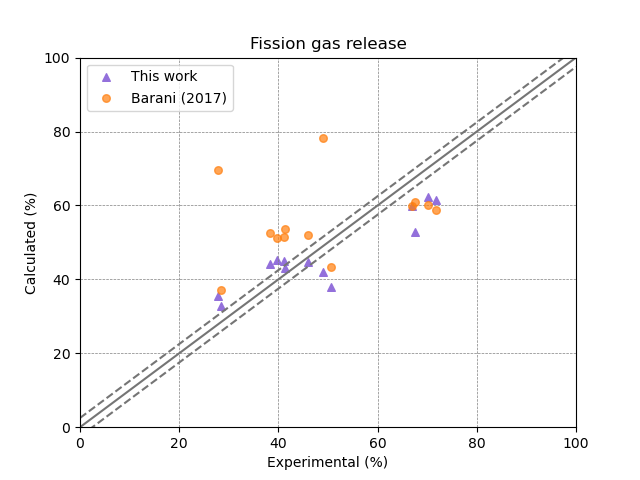 Fission gas release
This work
Barani (2017)
100
80
60
40
20
0
Calculated (%)
0 20 40 60 80 100
Experimental (%)